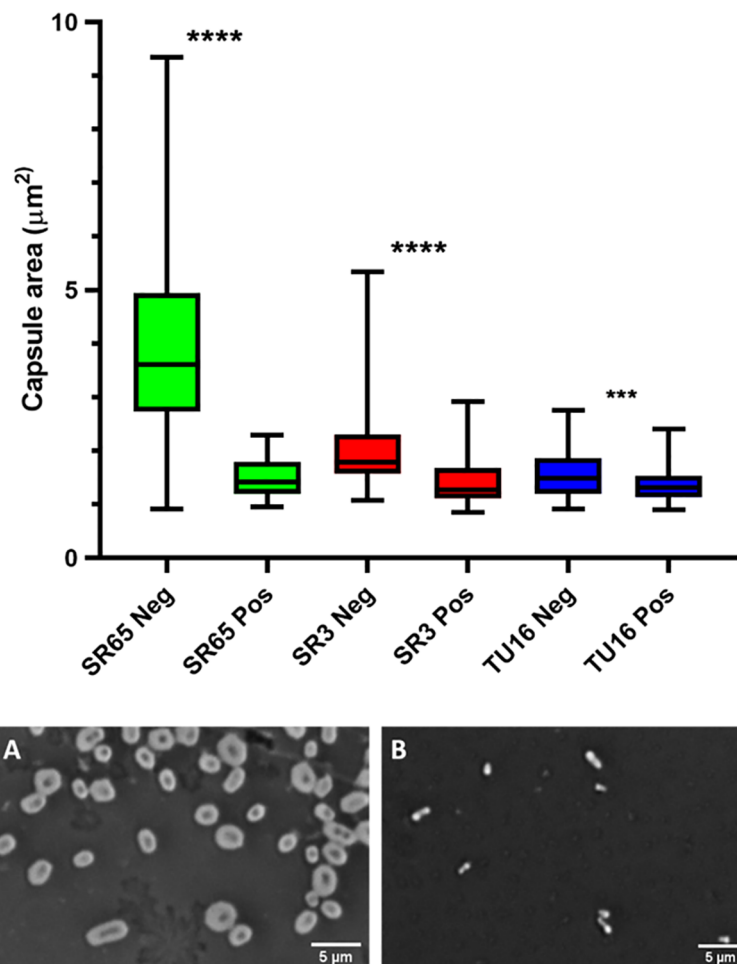 10
****
****
Capsule area (μm²)
5
***
0
SR65 Neg
SR65 Pos
SR3 Neg
SR3 Pos
TU16 Neg
TU16 Pos
A
B
5 μm
5 μm